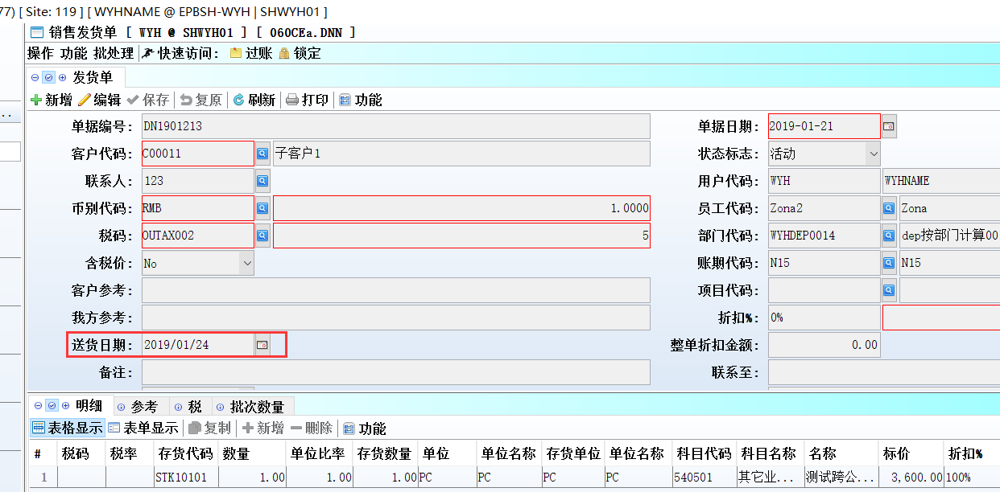 77) [ Site: 119 ] [ WYHNAME @ EPBSH-WYH | SHWYH01 ]
销售发货单 [ WYH @ SHWYH01 ] [ 060CEa.DNN ]
操作 功能 批处理 快速访问: 过账 锁定
发货单
新增 编辑 保存 复原 刷新 打印 功能
单据编号: DN1901213 单据日期: 2019-01-21
客户代码: C00011 子客户1 状态标志: 活动
联系人: 123 用户代码: WYH WYHNAME
币别代码: RMB 1.0000 员工代码: Zona2 Zona
税码: OUTAX002 5 部门代码: WYHDEP0014 dep按部门计算00
含税价: No 账期代码: N15 N15
客户参考: 项目代码:
我方参考: 折扣%: 0%
送货日期: 2019/01/24 整单折扣金额: 0.00
备注: 联系至:
明细 参考 税 批次数量
表格显示 表单显示 复制 新增 删除 功能
# 税码 税率 存货代码 数量 单位比率 存货数量 单位 单位名称 存货单位 单位名称 科目代码 科目名称 名称 标价 折扣%
1 STK10101 1.00 1.00 1.00 PC PC PC PC 540501 其它业... 测试跨公... 3,600.00 100%